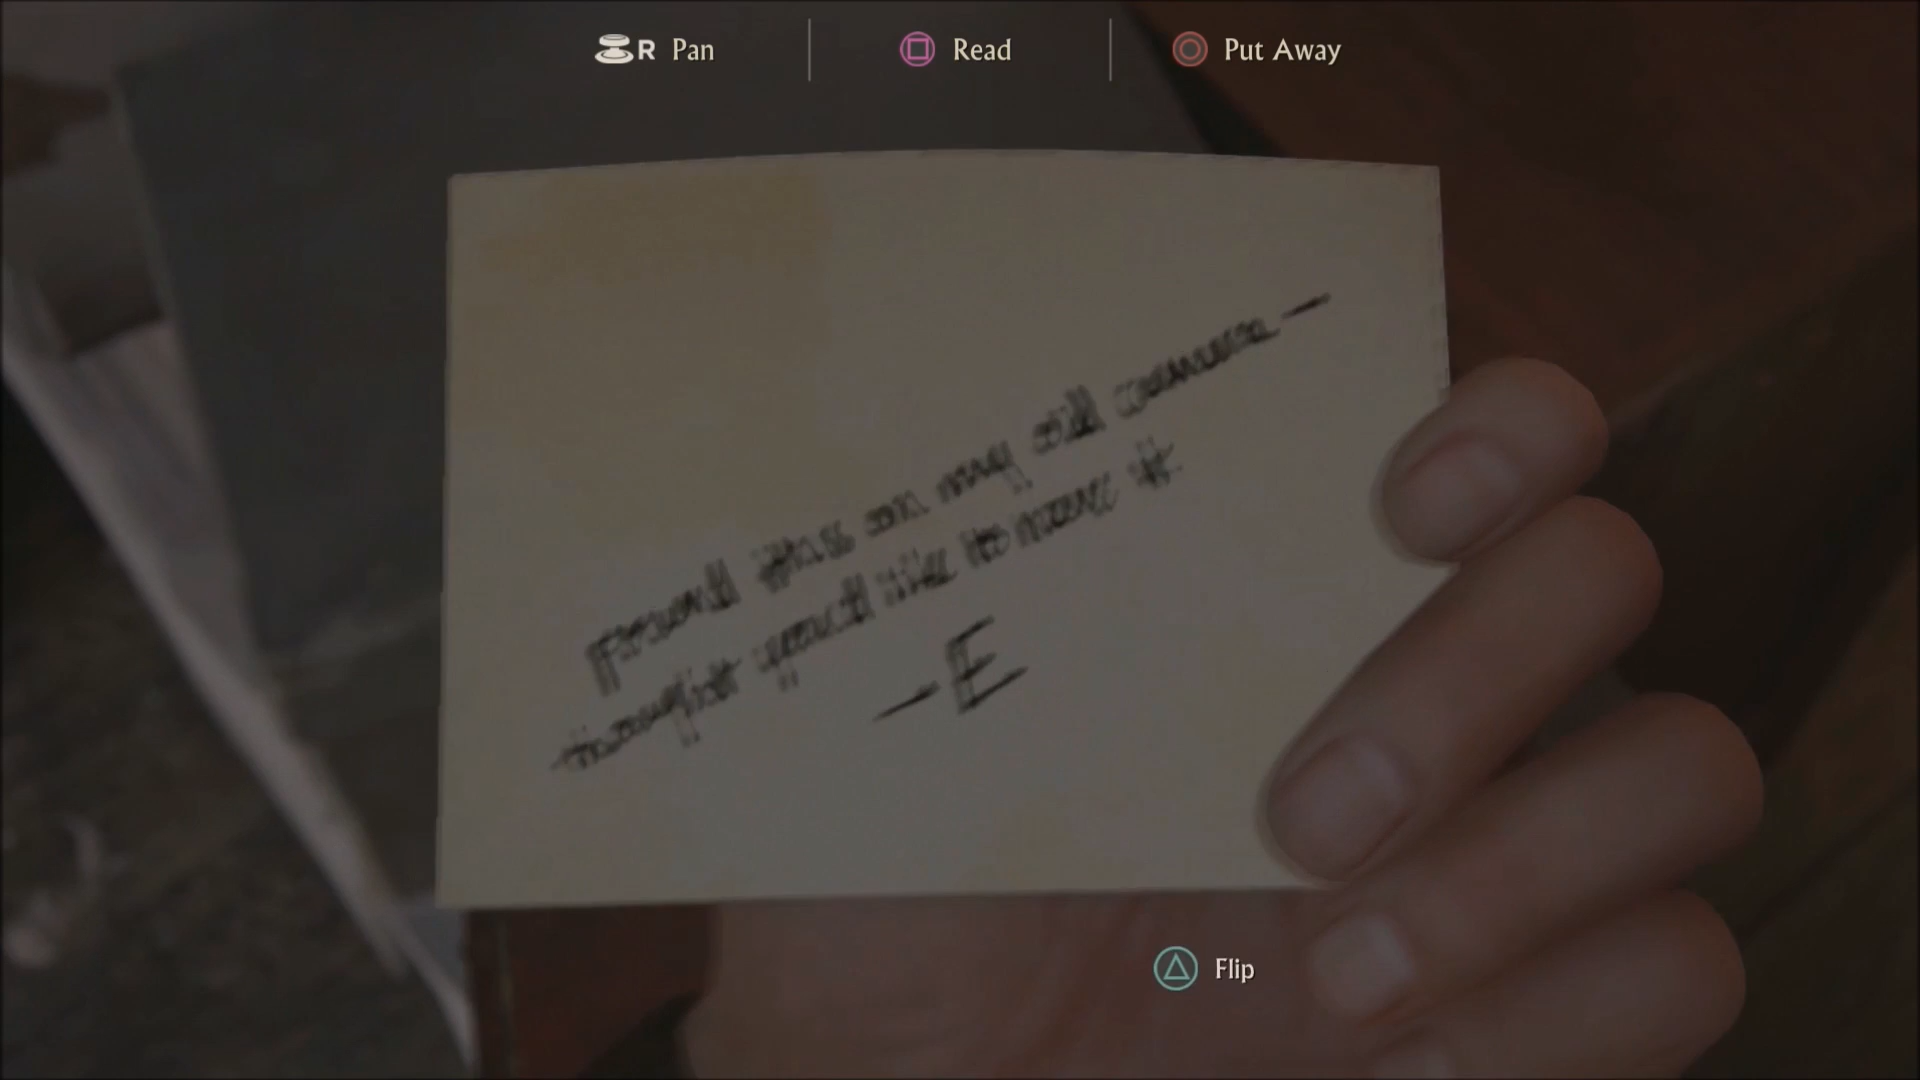 R Pan
Read
Put Away
Found this on my old camera —
thought you'd like to have it.
—E
Flip